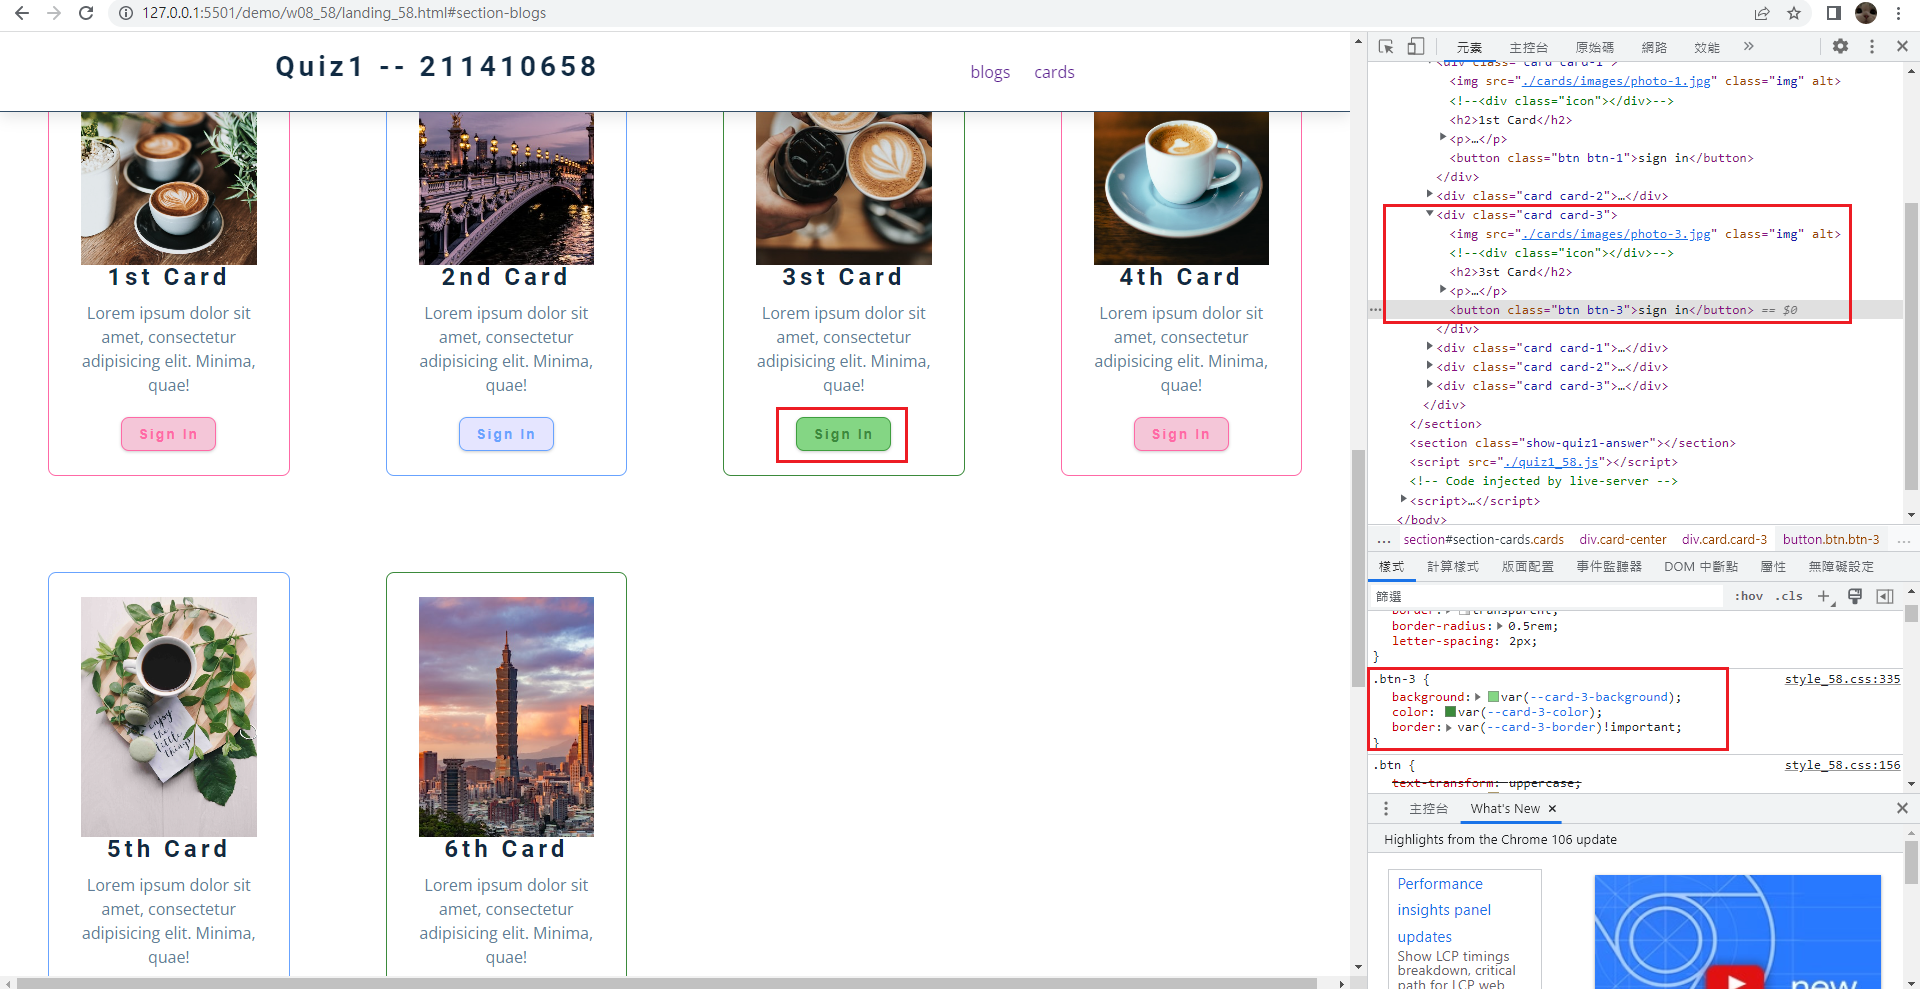 127.0.0.1:5501/demo/w08_58/landing_58.html#section-blogs
Quiz1 -- 211410658
blogs
cards
1st Card
Lorem ipsum dolor sit
amet, consectetur
adipisicing elit. Minima,
quae!
Sign In
2nd Card
Lorem ipsum dolor sit
amet, consectetur
adipisicing elit. Minima,
quae!
Sign In
3st Card
Lorem ipsum dolor sit
amet, consectetur
adipisicing elit. Minima,
quae!
Sign In
4th Card
Lorem ipsum dolor sit
amet, consectetur
adipisicing elit. Minima,
quae!
Sign In
enjoy
the
little
things
5th Card
Lorem ipsum dolor sit
amet, consectetur
adipisicing elit. Minima,
quae!
6th Card
Lorem ipsum dolor sit
amet, consectetur
adipisicing elit. Minima,
quae!
元素 主控台 原始碼 網路 效能 »
<div class="card card-1">
<img src="./cards/images/photo-1.jpg" class="img" alt>
<!--<div class="icon"></div>-->
<h2>1st Card</h2>
<p>…</p>
<button class="btn btn-1">sign in</button>
</div>
<div class="card card-2">…</div>
<div class="card card-3">
<img src="./cards/images/photo-3.jpg" class="img" alt>
<!--<div class="icon"></div>-->
<h2>3st Card</h2>
<p>…</p>
… <button class="btn btn-3">sign in</button> == $0
</div>
<div class="card card-1">…</div>
<div class="card card-2">…</div>
<div class="card card-3">…</div>
</div>
</section>
<section class="show-quiz1-answer"></section>
<script src="./quiz1_58.js"></script>
<!-- Code injected by live-server -->
<script>…</script>
</body>
… section#section-cards.cards div.card-center div.card.card-3 button.btn.btn-3 …
樣式 計算樣式 版面配置 事件監聽器 DOM 中斷點 屬性 無障礙設定
篩選 :hov .cls +
border: transparent;
border-radius: 0.5rem;
letter-spacing: 2px;
}
.btn-3 { style_58.css:335
background: var(--card-3-background);
color: var(--card-3-color);
border: var(--card-3-border)!important;
}
.btn { style_58.css:156
text-transform: uppercase;
主控台 What's New ×
Highlights from the Chrome 106 update
Performance
insights panel
updates
Show LCP timings
breakdown, critical
path for LCP web
new